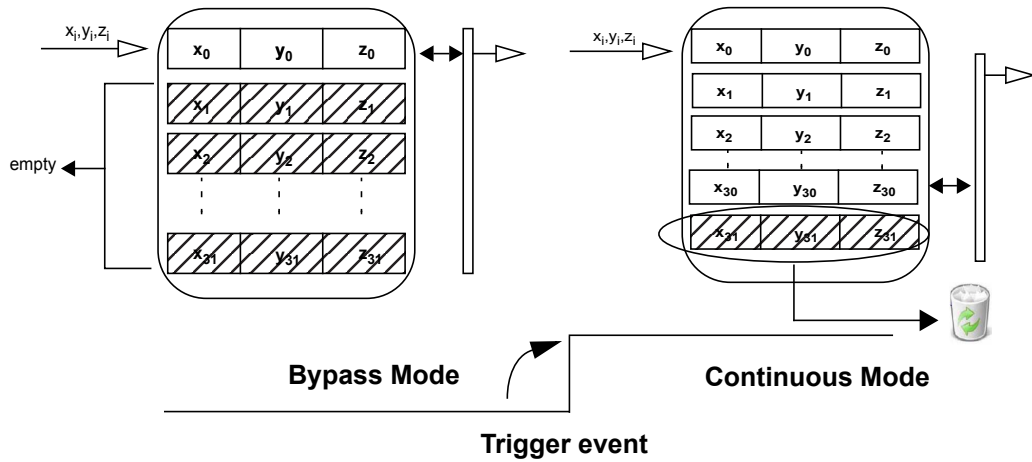 xᵢ,yᵢ,zᵢ
x₀ y₀ z₀
x₁ y₁ z₁
x₂ y₂ z₂
x₃₁ y₃₁ z₃₁
empty
xᵢ,yᵢ,zᵢ
x₀ y₀ z₀
x₁ y₁ z₁
x₂ y₂ z₂
x₃₀ y₃₀ z₃₀
x₃₁ y₃₁ z₃₁
Bypass Mode
Continuous Mode
Trigger event